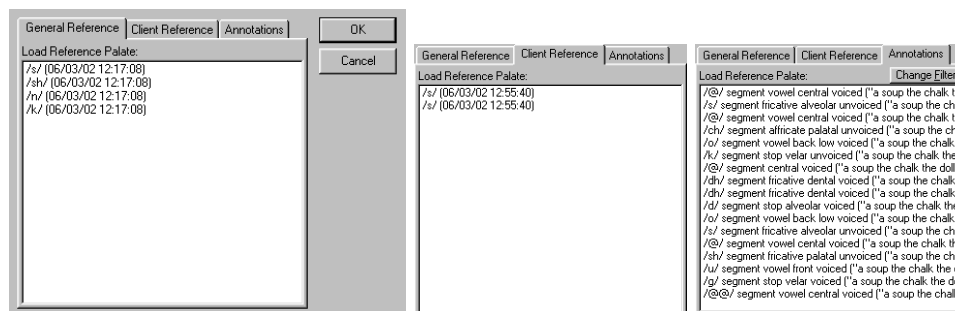 General Reference Client Reference Annotations OK
Load Reference Palate: Cancel
/s/ (06/03/02 12:17:08)
/sh/ (06/03/02 12:17:08)
/n/ (06/03/02 12:17:08)
/k/ (06/03/02 12:17:08)
General Reference Client Reference Annotations
Load Reference Palate:
/s/ (06/03/02 12:55:40)
/s/ (06/03/02 12:55:40)
General Reference Client Reference Annotations
Load Reference Palate: Change Filter
/@/ segment vowel central voiced ("a soup the chalk t
/s/ segment fricative alveolar unvoiced ("a soup the ch
/@/ segment vowel central voiced ("a soup the chalk t
/ch/ segment affricate palatal unvoiced ("a soup the ch
/o/ segment vowel back low voiced ("a soup the chalk
/k/ segment stop velar unvoiced ("a soup the chalk the
/@/ segment central voiced ("a soup the chalk the doll
/dh/ segment fricative dental voiced ("a soup the chalk
/dh/ segment fricative dental voiced ("a soup the chalk
/d/ segment stop alveolar voiced ("a soup the chalk the
/o/ segment vowel back low voiced ("a soup the chalk
/s/ segment fricative alveolar unvoiced ("a soup the ch
/@/ segment vowel cental voiced ("a soup the chalk th
/sh/ segment fricative palatal unvoiced ("a soup the ch
/u/ segment vowel front voiced ("a soup the chalk the
/g/ segment stop velar voiced ("a soup the chalk the d
/@@/ segment vowel central voiced ("a soup the chal